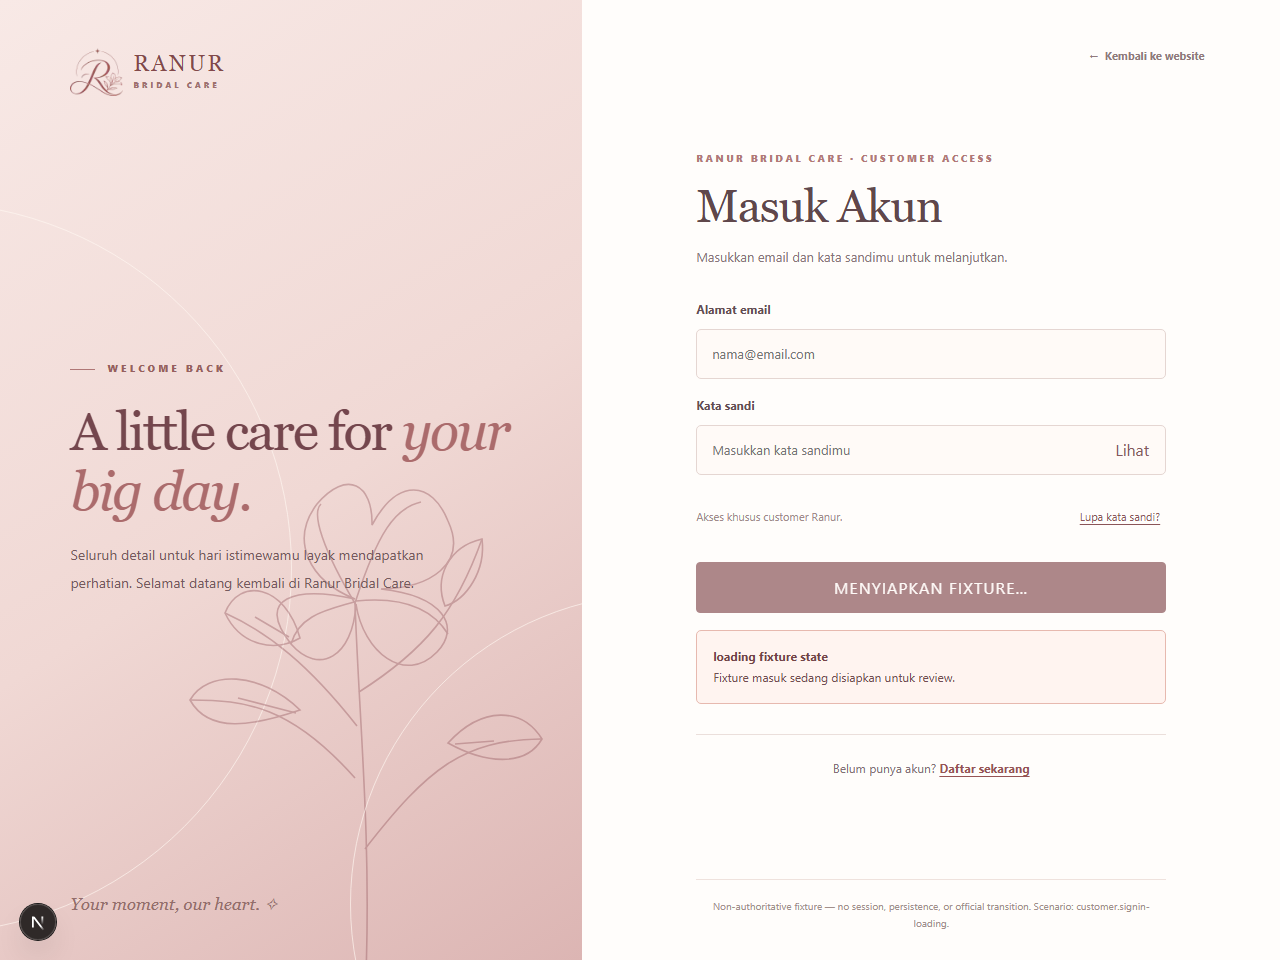 RANUR
BRIDAL CARE
WELCOME BACK
A little care for your
big day.
Seluruh detail untuk hari istimewamu layak mendapatkan
perhatian. Selamat datang kembali di Ranur Bridal Care.
Your moment, our heart. ✧
N
← Kembali ke website
RANUR BRIDAL CARE · CUSTOMER ACCESS
Masuk Akun
Masukkan email dan kata sandimu untuk melanjutkan.
Alamat email
nama@email.com
Kata sandi
Masukkan kata sandimu Lihat
Akses khusus customer Ranur. Lupa kata sandi?
MENYIAPKAN FIXTURE...
loading fixture state
Fixture masuk sedang disiapkan untuk review.
Belum punya akun? Daftar sekarang
Non-authoritative fixture — no session, persistence, or official transition. Scenario: customer.signin-
loading.